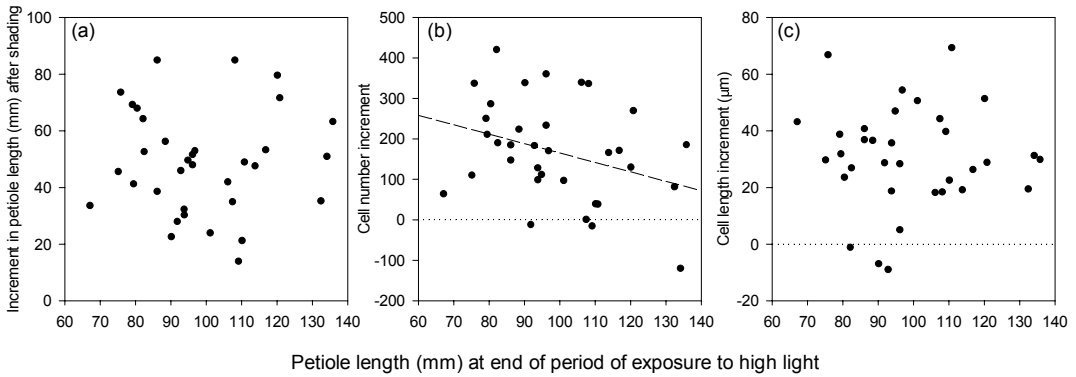 (a)
Increment in petiole length (mm) after shading
100
80
60
40
20
0
60 70 80 90 100 110 120 130 140
(b)
Cell number increment
500
400
300
200
100
0
-100
-200
60 70 80 90 100 110 120 130 140
(c)
Cell length increment (µm)
80
60
40
20
0
-20
60 70 80 90 100 110 120 130 140
Petiole length (mm) at end of period of exposure to high light